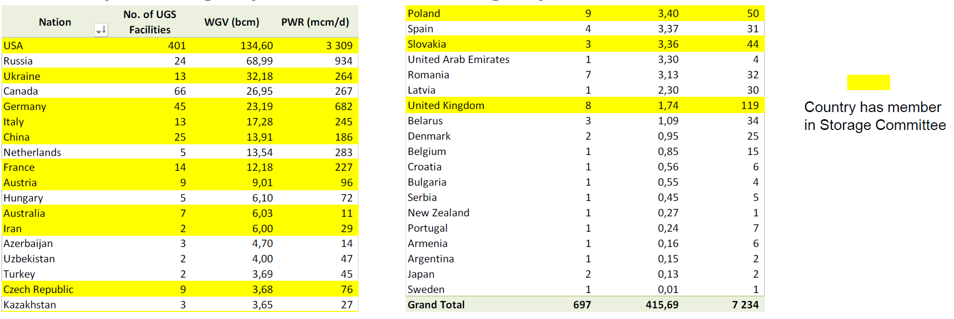 Nation No. of UGS Facilities WGV (bcm) PWR (mcm/d)
USA 401 134,60 3 309
Russia 24 68,99 934
Ukraine 13 32,18 264
Canada 66 26,95 267
Germany 45 23,19 682
Italy 13 17,28 245
China 25 13,91 186
Netherlands 5 13,54 283
France 14 12,18 227
Austria 9 9,01 96
Hungary 5 6,10 72
Australia 7 6,03 11
Iran 2 6,00 29
Azerbaijan 3 4,70 14
Uzbekistan 2 4,00 47
Turkey 2 3,69 45
Czech Republic 9 3,68 76
Kazakhstan 3 3,65 27
Poland 9 3,40 50
Spain 4 3,37 31
Slovakia 3 3,36 44
United Arab Emirates 1 3,30 4
Romania 7 3,13 32
Latvia 1 2,30 30
United Kingdom 8 1,74 119
Belarus 3 1,09 34
Denmark 2 0,95 25
Belgium 1 0,85 15
Croatia 1 0,56 6
Bulgaria 1 0,55 4
Serbia 1 0,45 5
New Zealand 1 0,27 1
Portugal 1 0,24 7
Armenia 1 0,16 6
Argentina 1 0,15 2
Japan 2 0,13 2
Sweden 1 0,01 1
Grand Total 697 415,69 7 234
Country has member
in Storage Committee